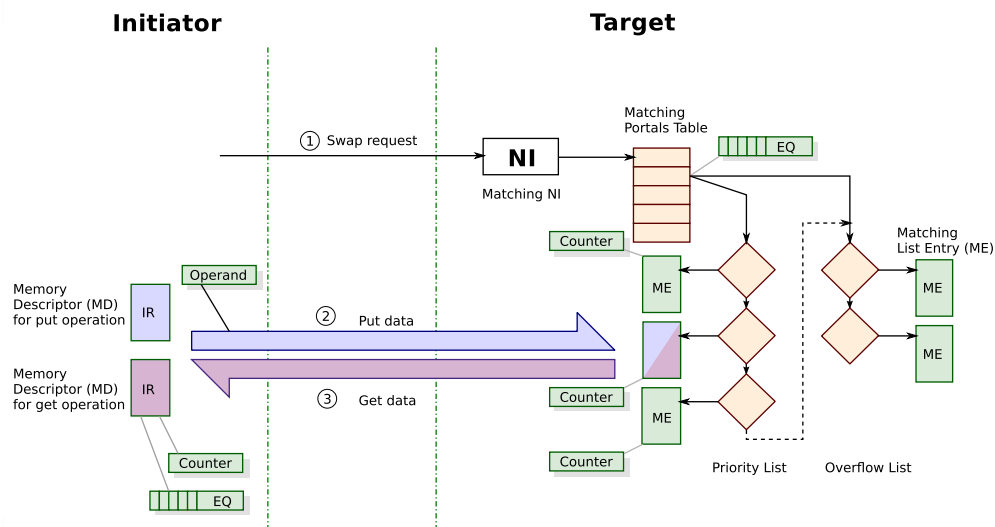 Initiator
Target
Matching
Portals Table
1 Swap request
NI
EQ
Matching NI
Counter
Matching
List Entry (ME)
Operand
Memory
Descriptor (MD)
for put operation
IR
ME
ME
2 Put data
ME
Memory
Descriptor (MD)
for get operation
IR
3 Get data
Counter
ME
Counter
Counter
Priority List
Overflow List
EQ